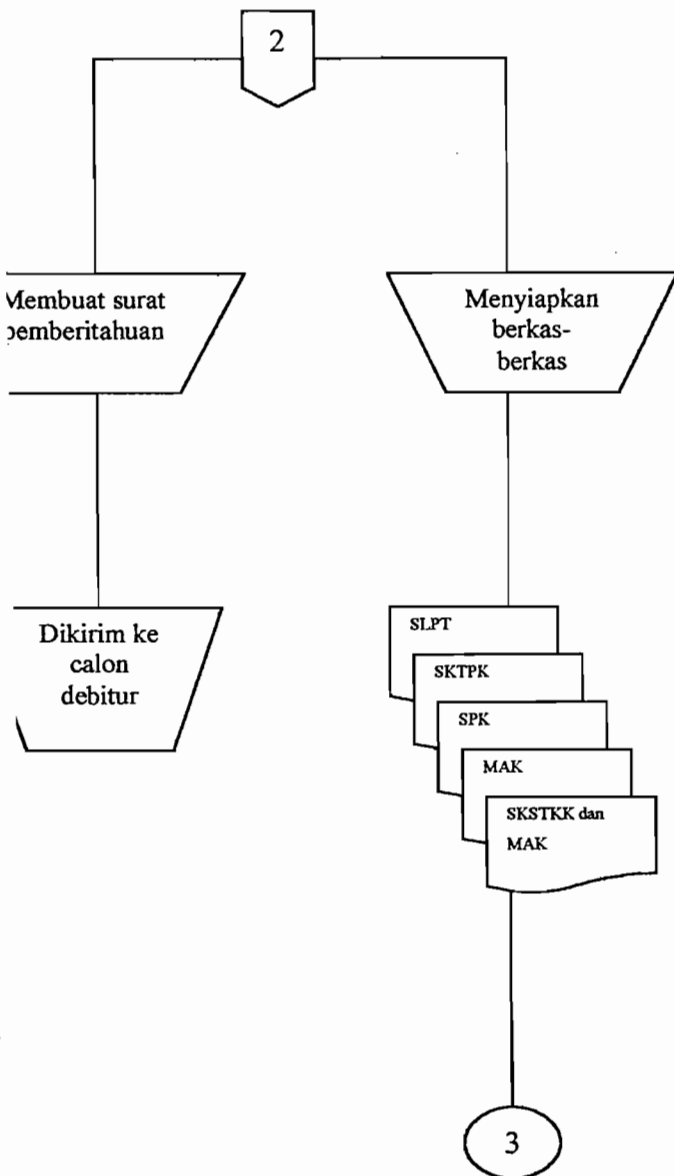 2
Membuat surat
pemberitahuan
Menyiapkan
berkas-
berkas
Dikirim ke
calon
debitur
SLPT
SKTPK
SPK
MAK
SKSTKK dan
MAK
3